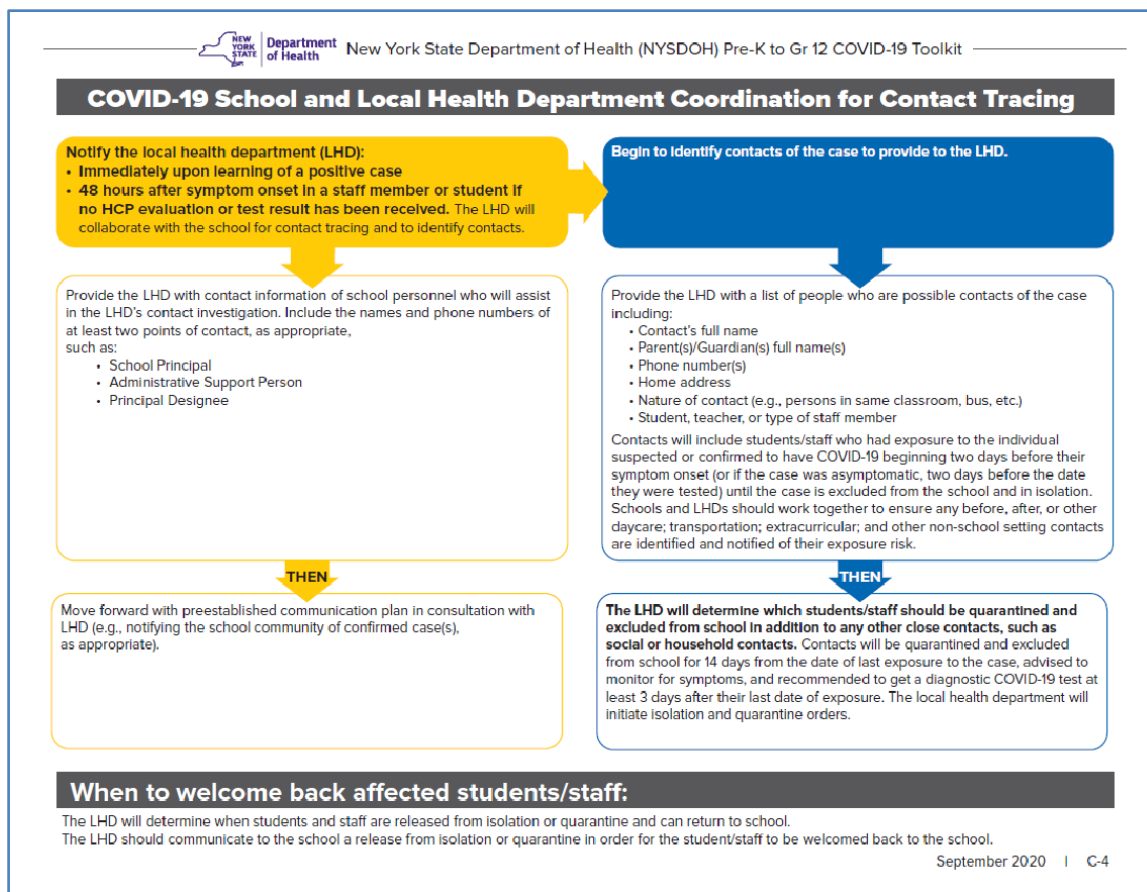 NEW YORK STATE
Department of Health
New York State Department of Health (NYSDOH) Pre-K to Gr 12 COVID-19 Toolkit
COVID-19 School and Local Health Department Coordination for Contact Tracing
Notify the local health department (LHD):
• Immediately upon learning of a positive case
• 48 hours after symptom onset in a staff member or student if
no HCP evaluation or test result has been received. The LHD will
collaborate with the school for contact tracing and to identify contacts.
Provide the LHD with contact information of school personnel who will assist
in the LHD's contact investigation. Include the names and phone numbers of
at least two points of contact, as appropriate,
such as:
• School Principal
• Administrative Support Person
• Principal Designee
THEN
Move forward with preestablished communication plan in consultation with
LHD (e.g., notifying the school community of confirmed case(s),
as appropriate).
Begin to identify contacts of the case to provide to the LHD.
Provide the LHD with a list of people who are possible contacts of the case
including:
• Contact's full name
• Parent(s)/Guardian(s) full name(s)
• Phone number(s)
• Home address
• Nature of contact (e.g., persons in same classroom, bus, etc.)
• Student, teacher, or type of staff member
Contacts will include students/staff who had exposure to the individual
suspected or confirmed to have COVID-19 beginning two days before their
symptom onset (or if the case was asymptomatic, two days before the date
they were tested) until the case is excluded from the school and in isolation.
Schools and LHDs should work together to ensure any before, after, or other
daycare; transportation; extracurricular; and other non-school setting contacts
are identified and notified of their exposure risk.
THEN
The LHD will determine which students/staff should be quarantined and
excluded from school in addition to any other close contacts, such as
social or household contacts. Contacts will be quarantined and excluded
from school for 14 days from the date of last exposure to the case, advised to
monitor for symptoms, and recommended to get a diagnostic COVID-19 test at
least 3 days after their last date of exposure. The local health department will
initiate isolation and quarantine orders.
When to welcome back affected students/staff:
The LHD will determine when students and staff are released from isolation or quarantine and can return to school.
The LHD should communicate to the school a release from isolation or quarantine in order for the student/staff to be welcomed back to the school.
September 2020 | C-4